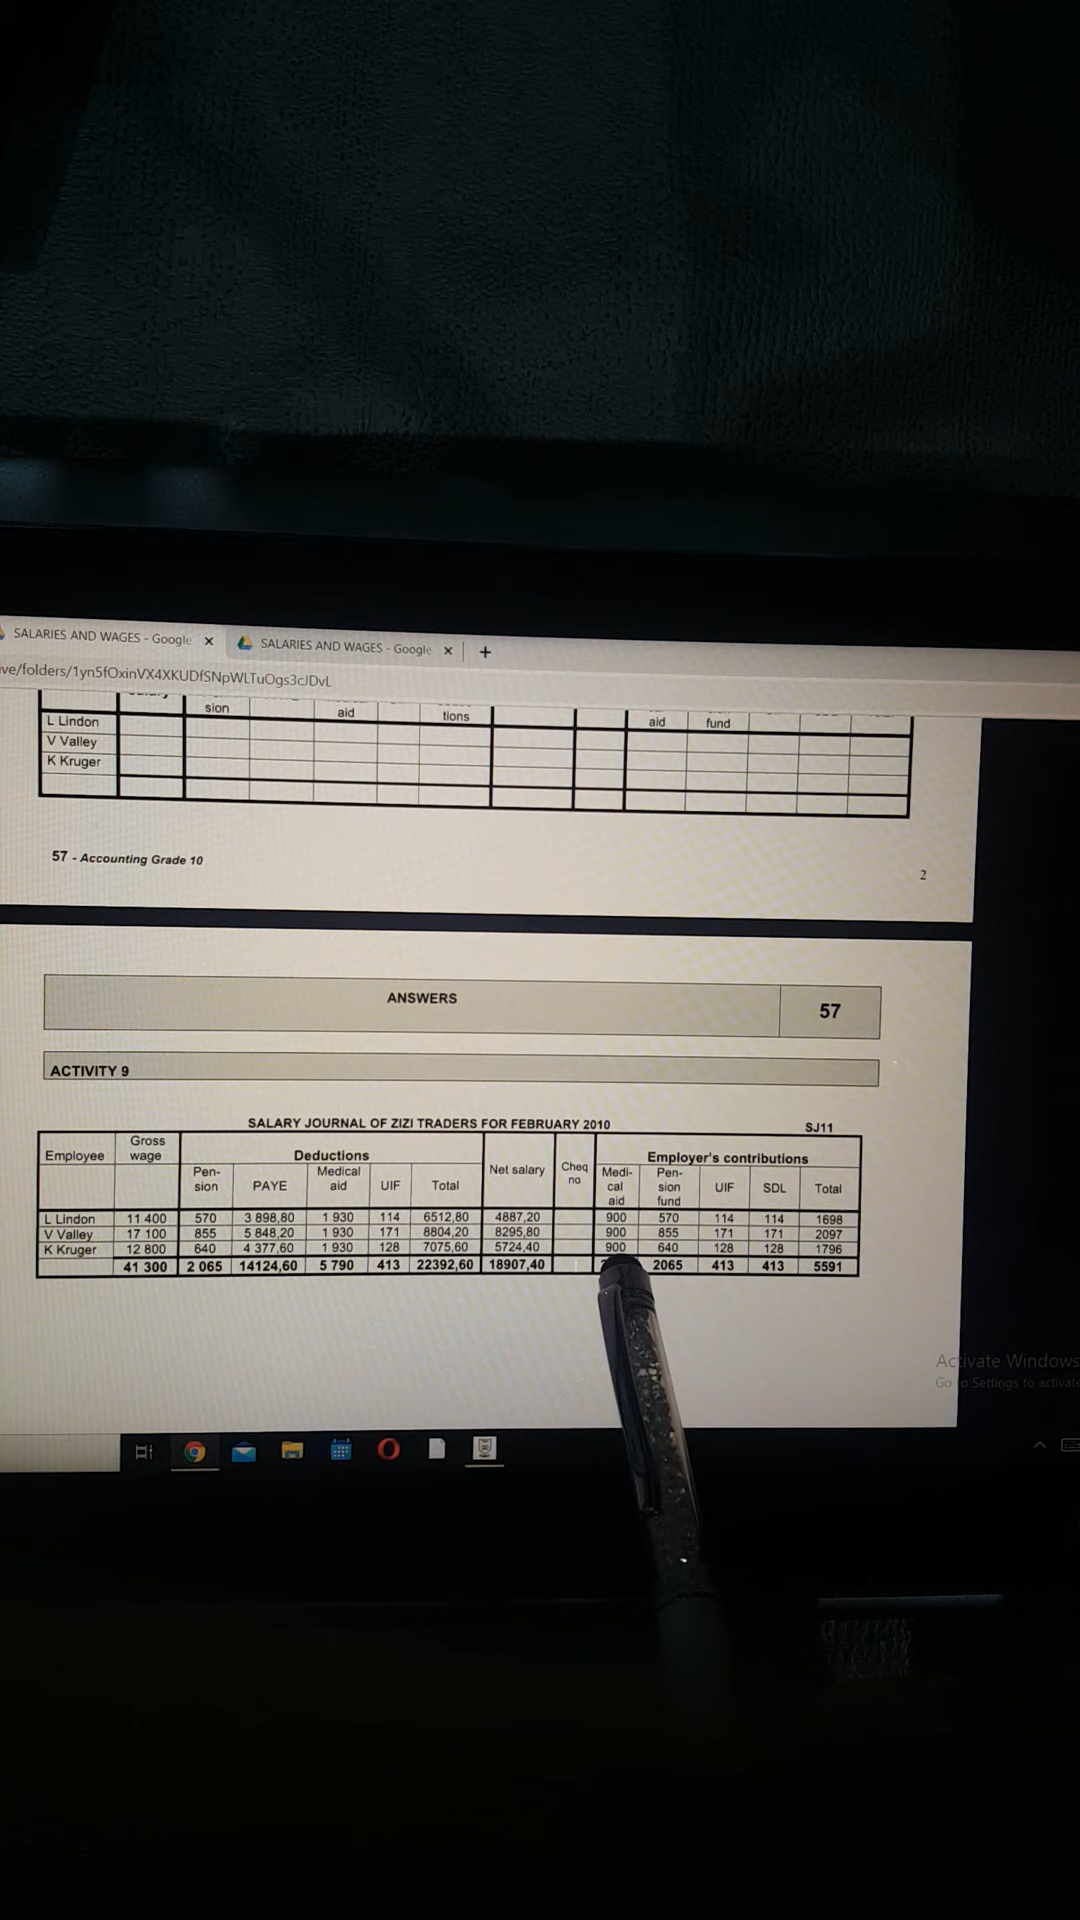 SALARIES AND WAGES - Google
SALARIES AND WAGES - Google
ive/folders/1yn5fOxinVX4XKUDfSNpWLTuOgs3cJDvL
sion aid tions aid fund
L Lindon
V Valley
K Kruger
57 - Accounting Grade 10
2
ANSWERS 57
ACTIVITY 9
SALARY JOURNAL OF ZIZI TRADERS FOR FEBRUARY 2010 SJ11
Employee Gross wage Deductions Net salary Cheq no Employer's contributions
Pen-sion PAYE Medical aid UIF Total Medi-cal aid Pen-sion fund UIF SDL Total
L Lindon 11 400 570 3 898,80 1 930 114 6512,80 4887,20 900 570 114 114 1698
V Valley 17 100 855 5 848,20 1 930 171 8804,20 8295,80 900 855 171 171 2097
K Kruger 12 800 640 4 377,60 1 930 128 7075,60 5724,40 900 640 128 128 1796
41 300 2 065 14124,60 5 790 413 22392,60 18907,40 2065 413 413 5591
Activate Windows
Go to Settings to activate